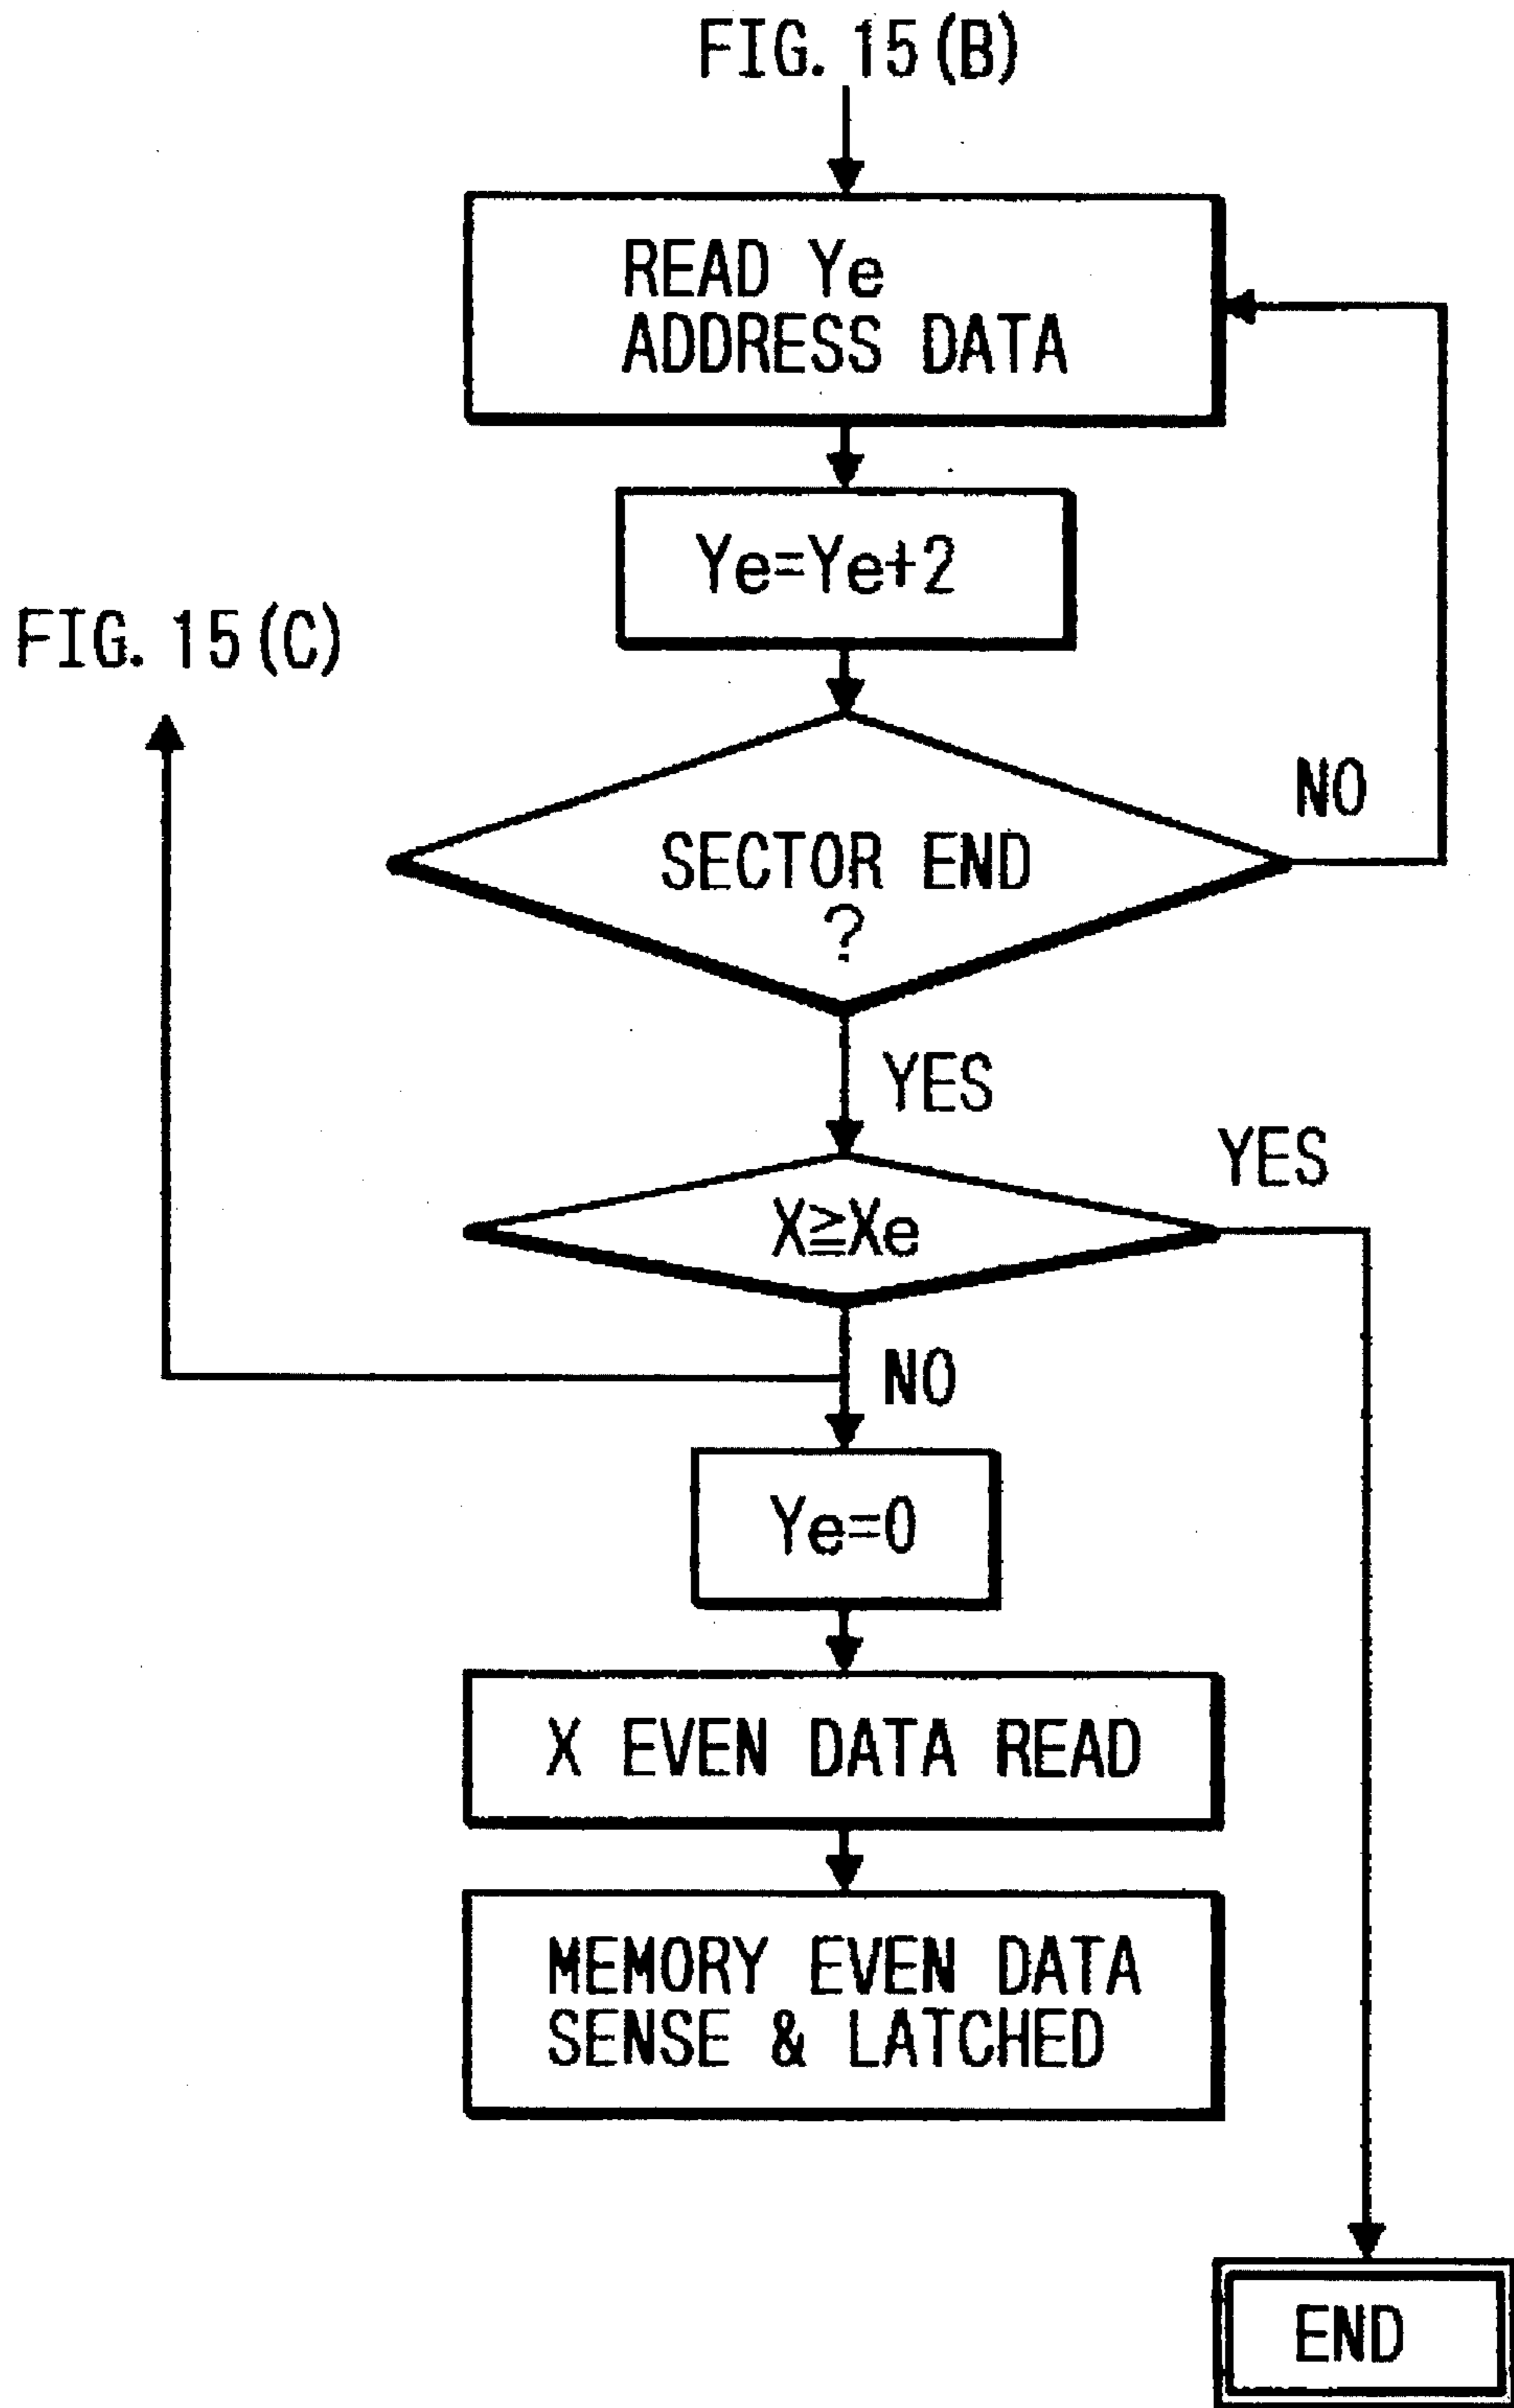 FIG. 15 (B)
READ Ye
ADDRESS DATA
Ye=Ye+2
FIG. 15 (C)
NO
SECTOR END
?
YES
YES
X≧Xe
NO
Ye=0
X EVEN DATA READ
MEMORY EVEN DATA
SENSE & LATCHED
END